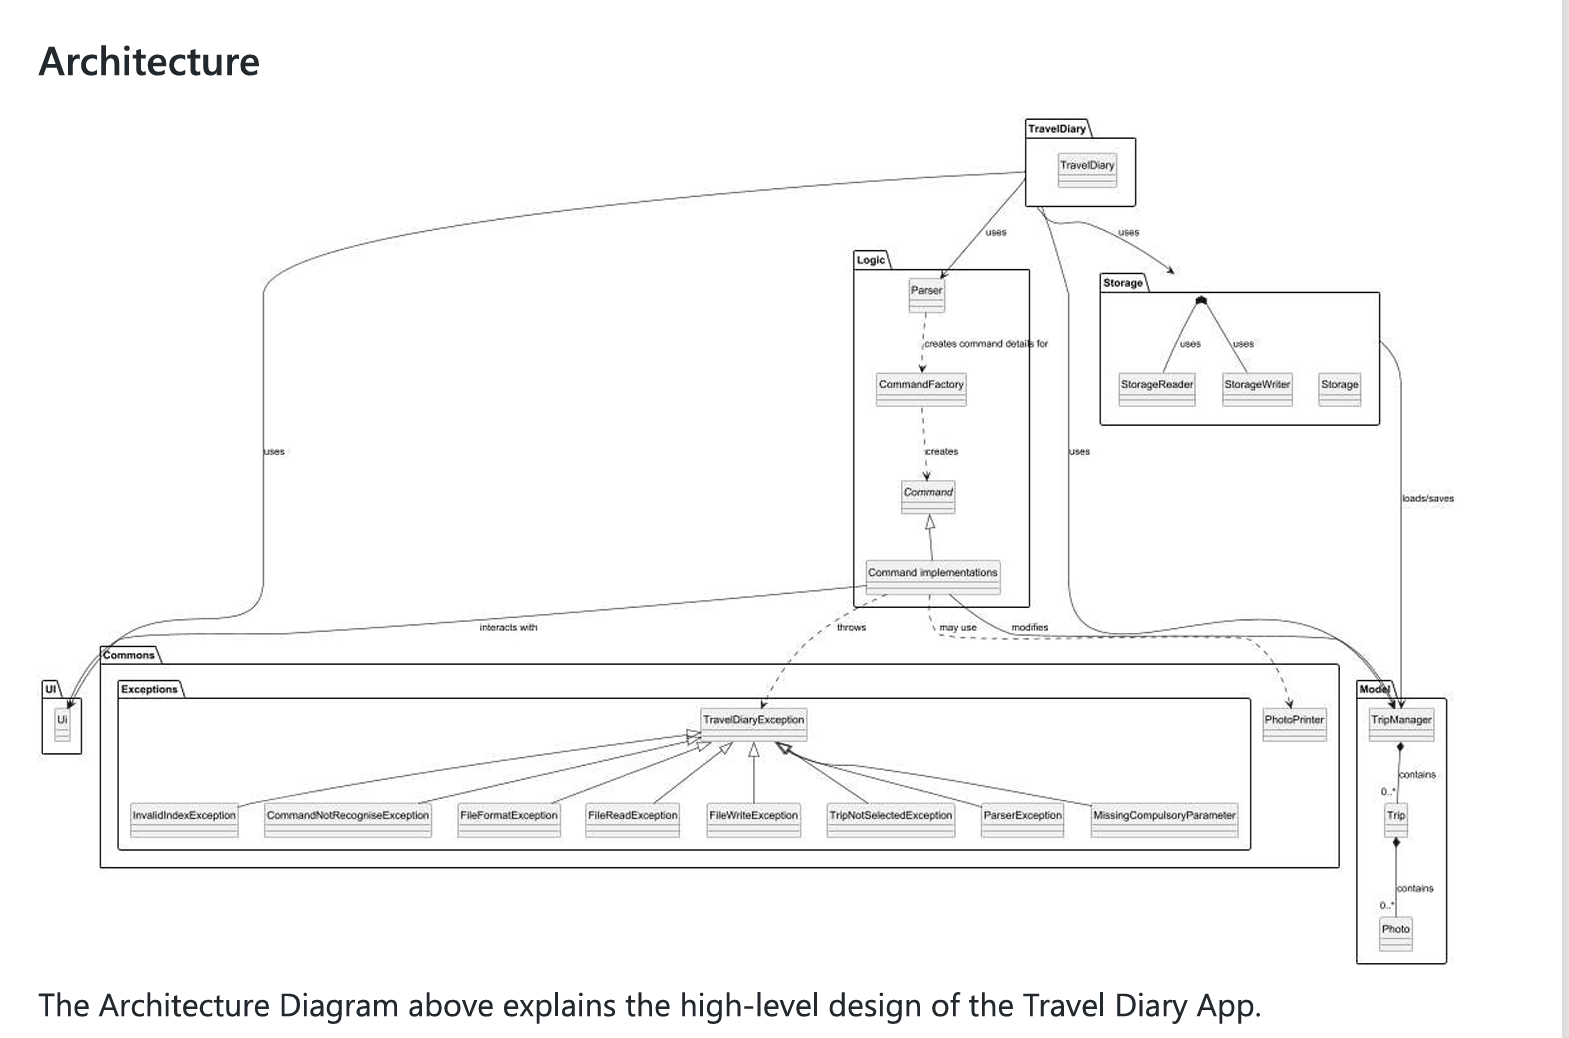 Architecture
TravelDiary
TravelDiary
uses
uses
Logic
Parser
Storage
creates command details for
uses
uses
CommandFactory
StorageReader
StorageWriter
Storage
uses
creates
uses
Command
loads/saves
Command implementations
interacts with
throws
may use
modifies
Commons
UI
Exceptions
Model
Ui
TravelDiaryException
PhotoPrinter
TripManager
contains
0..*
InvalidIndexException
CommandNotRecogniseException
FileFormatException
FileReadException
FileWriteException
TripNotSelectedException
ParserException
MissingCompulsoryParameter
Trip
contains
0..*
Photo
The Architecture Diagram above explains the high-level design of the Travel Diary App.